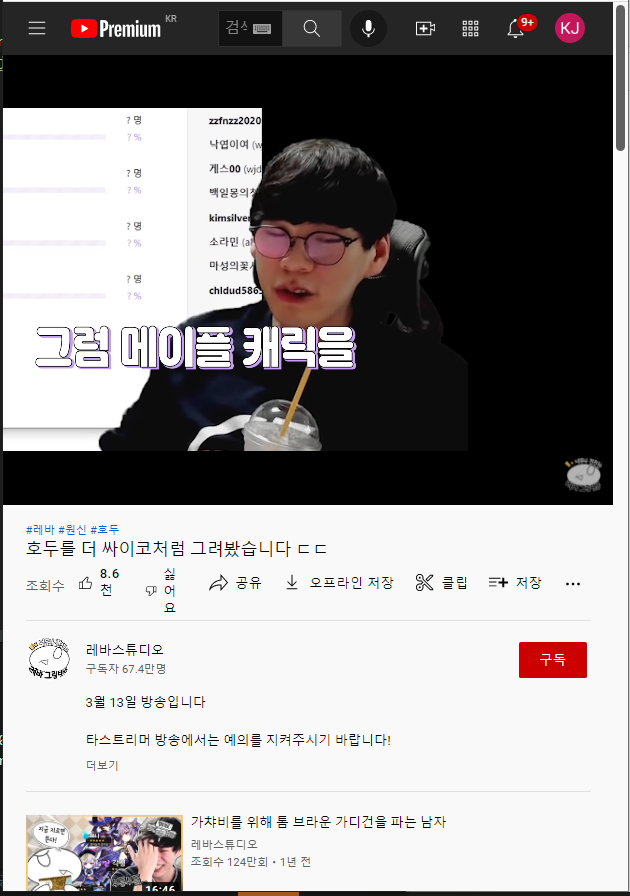 Premium KR
검색
9+
KJ
? 명
? %
? 명
? %
? 명
? %
? 명
? %
zzfnzz2020
낙엽이여 (w
게스00 (wjd
백일몽의
kimsilver
소라민 (al
마성의꽃
chldud586
그럼 메이플 캐릭을
#레바 #원신 #호두
호두를 더 싸이코처럼 그려봤습니다 ㄷㄷ
조회수
8.6천
싫어요
공유
오프라인 저장
클립
저장
레바스튜디오
구독자 67.4만명
구독
3월 13일 방송입니다
타스트리머 방송에서는 예의를 지켜주시기 바랍니다!
더보기
가챠비를 위해 톰 브라운 가디건을 파는 남자
레바스튜디오
조회수 124만회 • 1년 전
16:46